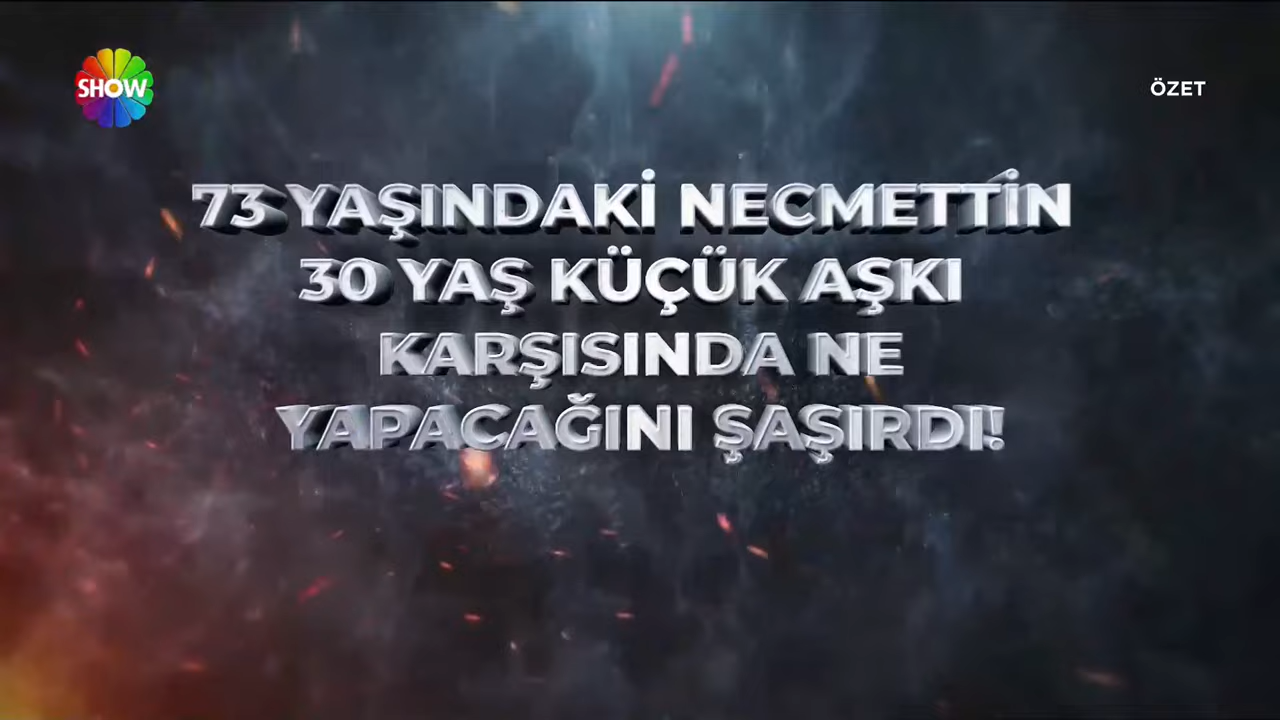 SHOW
ÖZET
73 YAŞINDAKİ NECMETTİN
30 YAŞ KÜÇÜK AŞKI
KARŞISINDA NE
YAPACAĞINI ŞAŞIRDI!